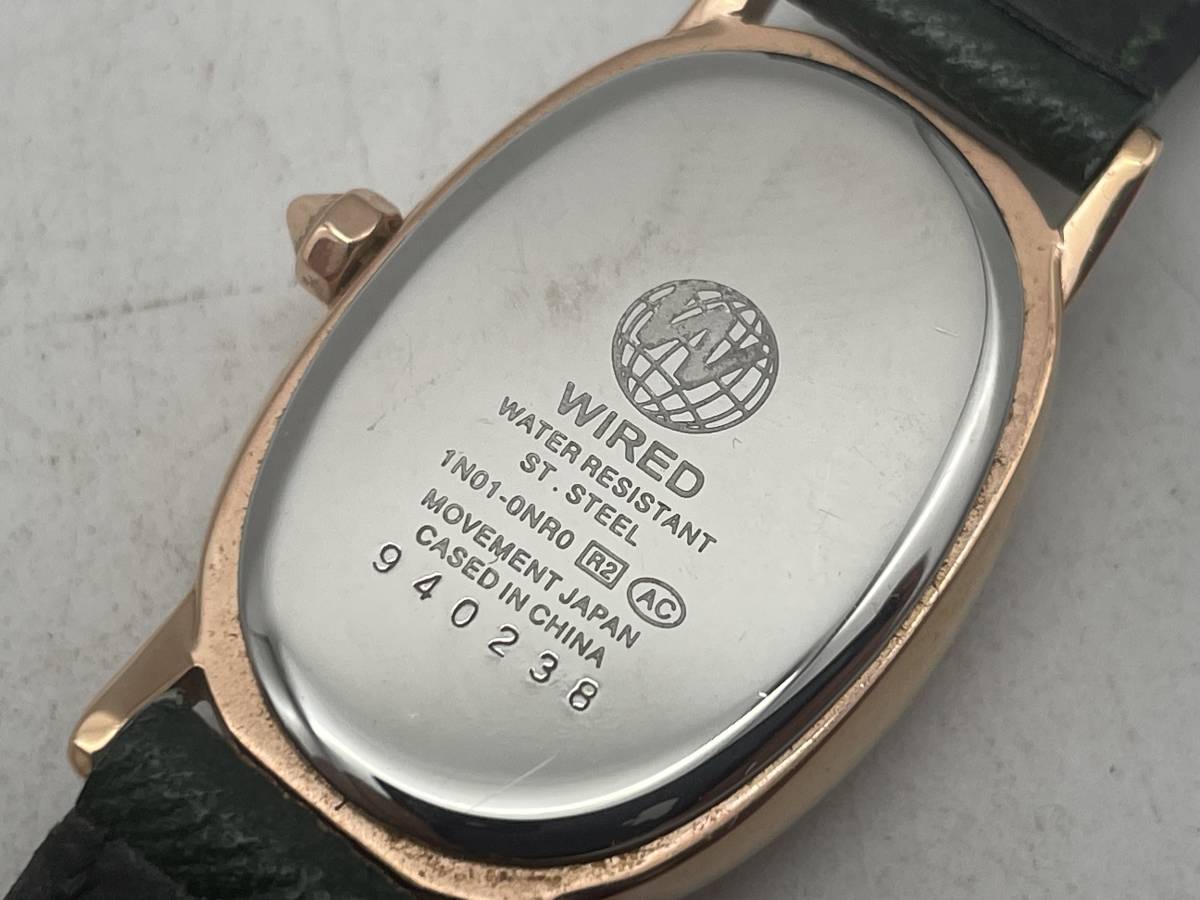 W
WIRED
WATER RESISTANT
ST. STEEL
1N01-0NR0 R2 AC
MOVEMENT JAPAN
CASED IN CHINA
940238